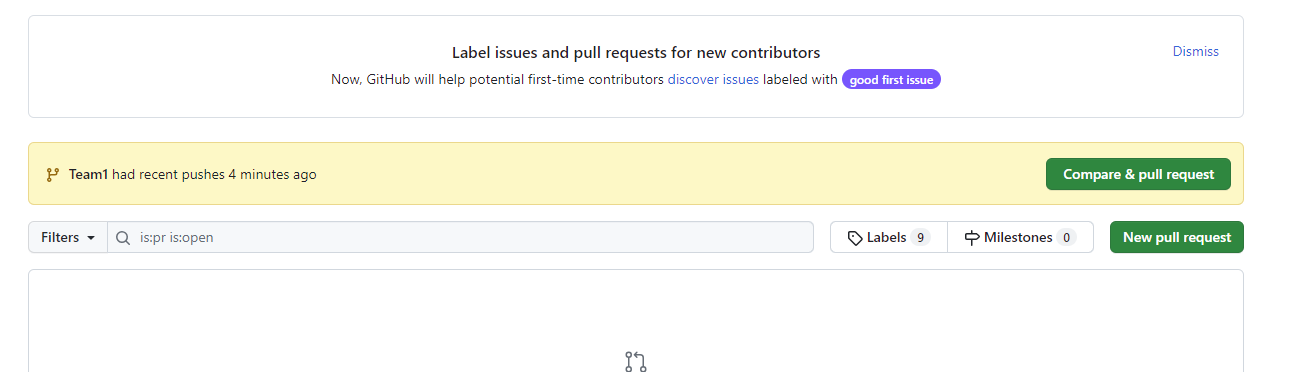 Label issues and pull requests for new contributors
Dismiss
Now, GitHub will help potential first-time contributors discover issues labeled with good first issue
Team1 had recent pushes 4 minutes ago
Compare & pull request
Filters
is:pr is:open
Labels 9
Milestones 0
New pull request